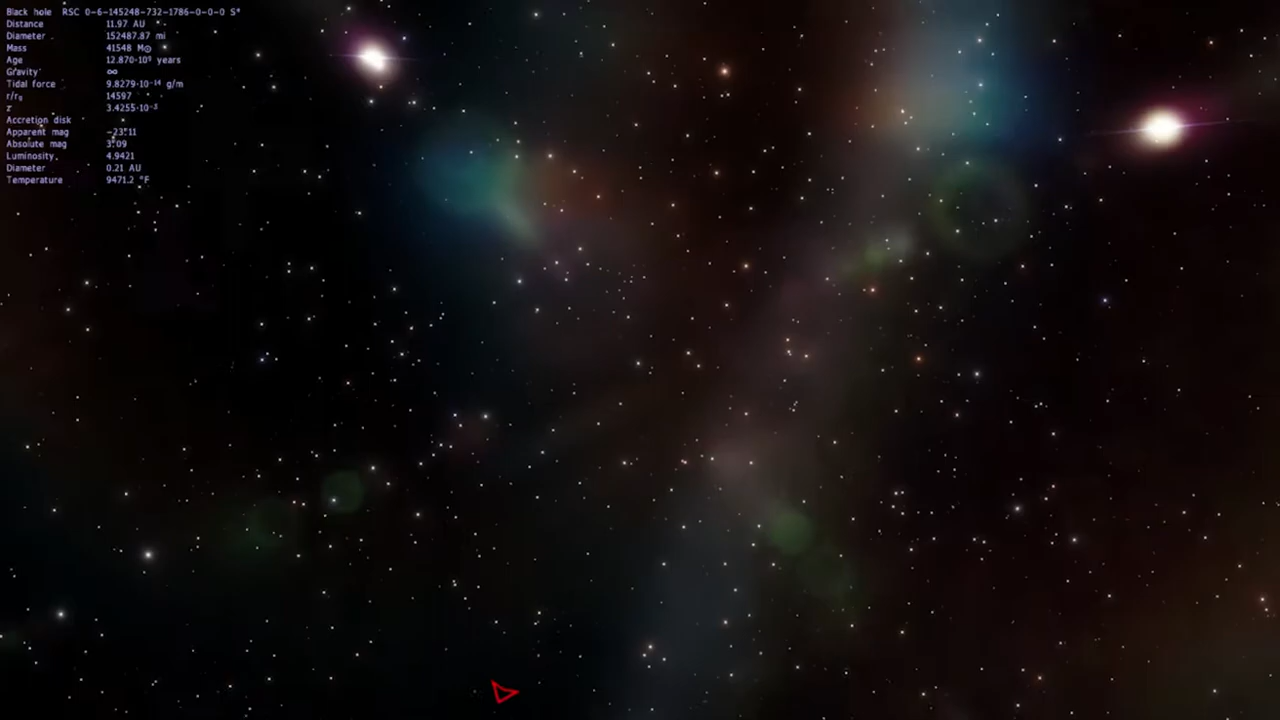 Black hole RSC 0-6-145248-732-1786-0-0-0 S*
Distance 11.97 AU
Diameter 152487.87 mi
Mass 41548 M☉
Age 12.870·10⁹ years
Gravity ∞
Tidal force 9.8279·10⁻¹⁴ g/m
r/r₀ 14597
z 3.4255·10⁻³
Accretion disk
Apparent mag -23.11
Absolute mag 3.09
Luminosity 4.9421
Diameter 0.21 AU
Temperature 9471.2 °F